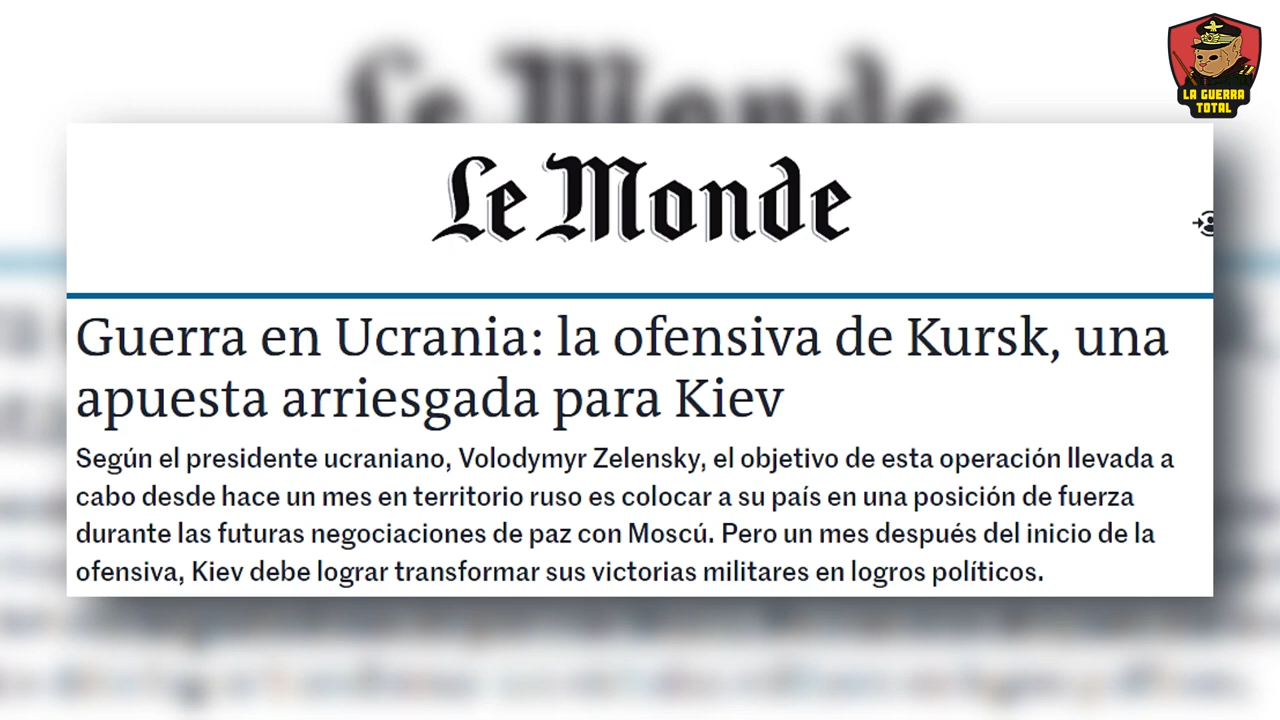 LA GUERRA
TOTAL
Le Monde
Guerra en Ucrania: la ofensiva de Kursk, una
apuesta arriesgada para Kiev
Según el presidente ucraniano, Volodymyr Zelensky, el objetivo de esta operación llevada a
cabo desde hace un mes en territorio ruso es colocar a su país en una posición de fuerza
durante las futuras negociaciones de paz con Moscú. Pero un mes después del inicio de la
ofensiva, Kiev debe lograr transformar sus victorias militares en logros políticos.